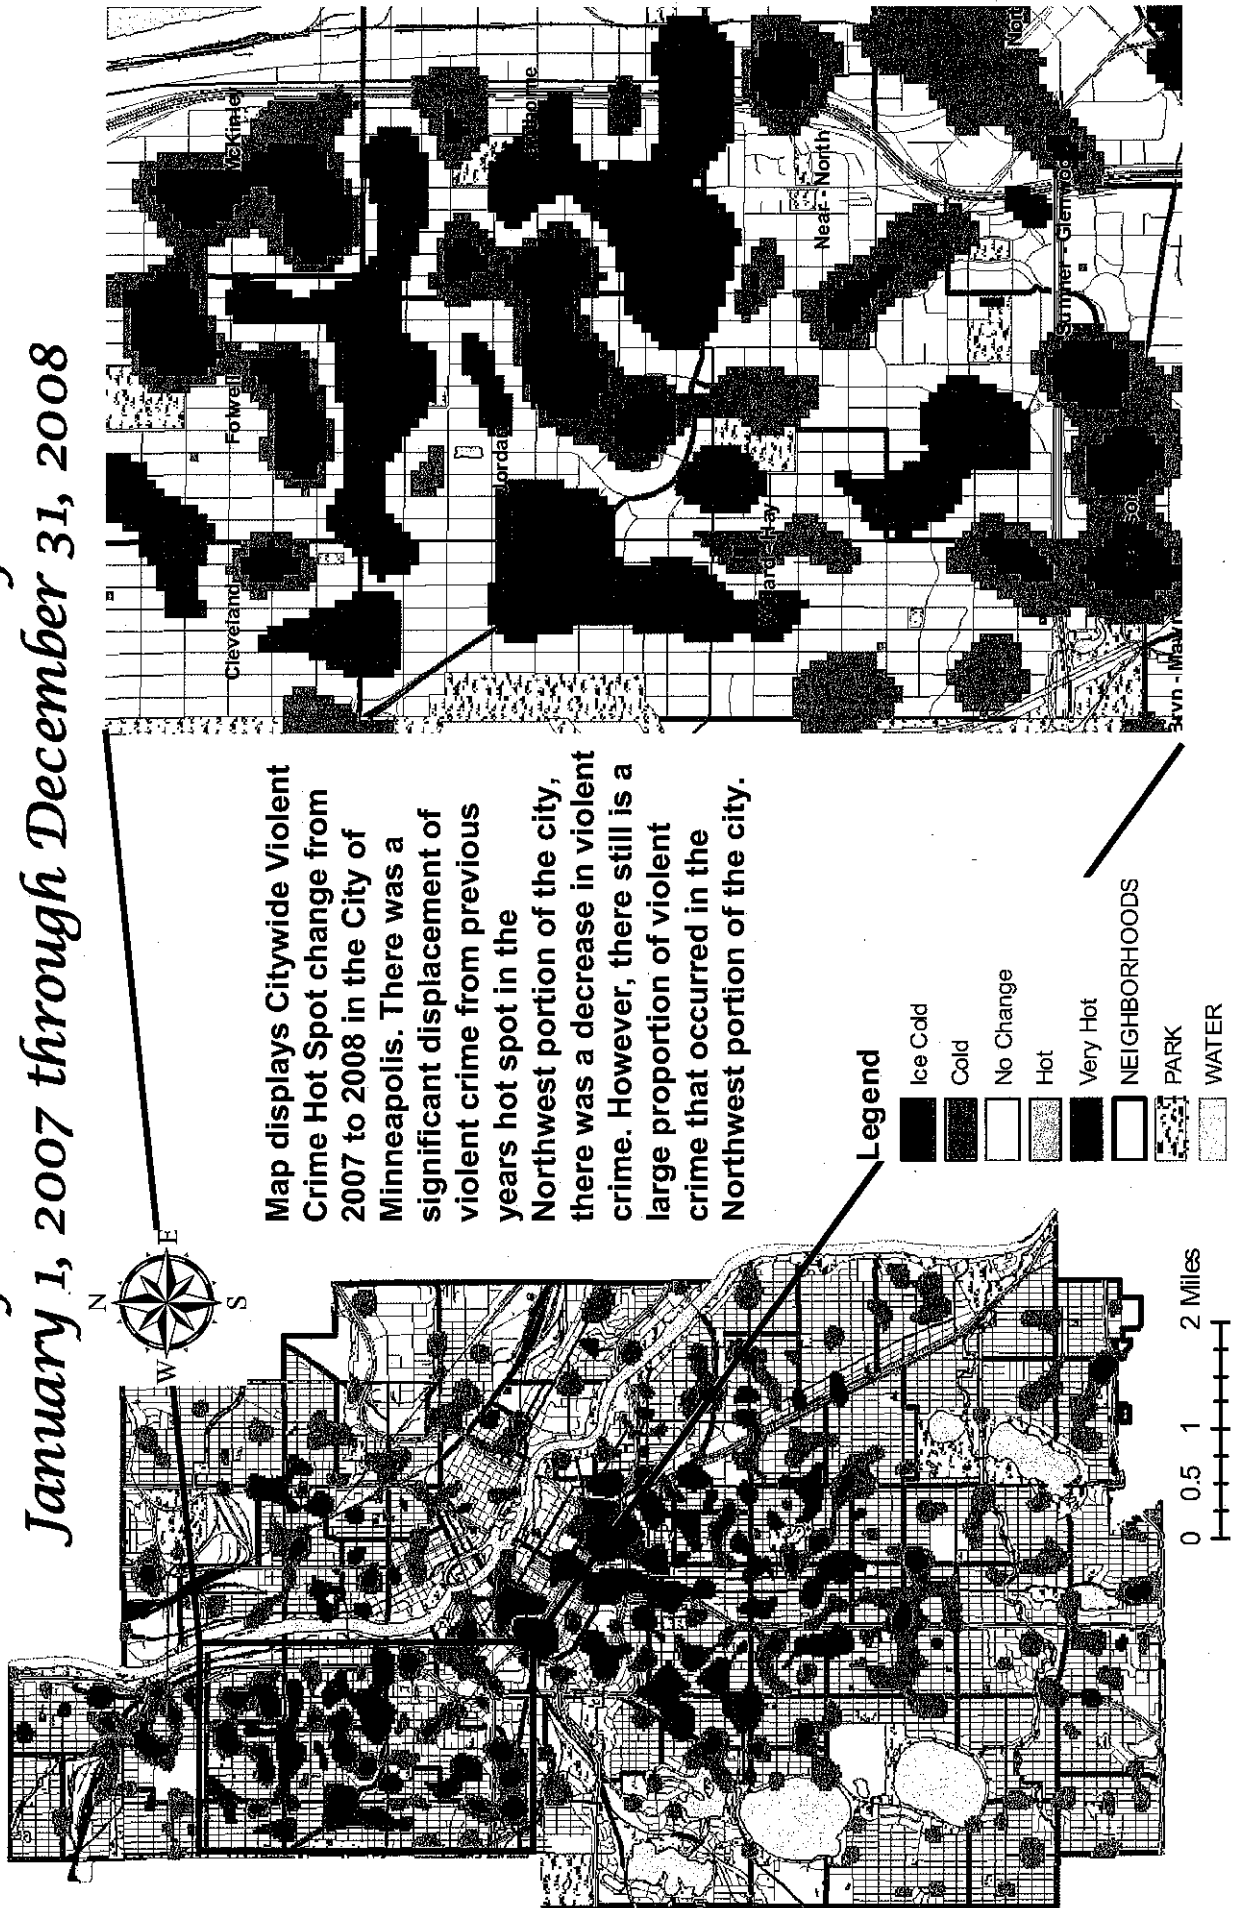 January 1, 2007 through December 31, 2008
N
W
E
S
Map displays Citywide Violent
Crime Hot Spot change from
2007 to 2008 in the City of
Minneapolis. There was a
significant displacement of
violent crime from previous
years hot spot in the
Northwest portion of the city,
there was a decrease in violent
crime. However, there still is a
large proportion of violent
crime that occurred in the
Northwest portion of the city.
Legend
Ice Cold
Cold
No Change
Hot
Very Hot
NEIGHBORHOODS
PARK
WATER
0 0.5 1 2 Miles
Cleveland
Folwell
McKinley
Jordan
Near - North
Sumner - Glenwood